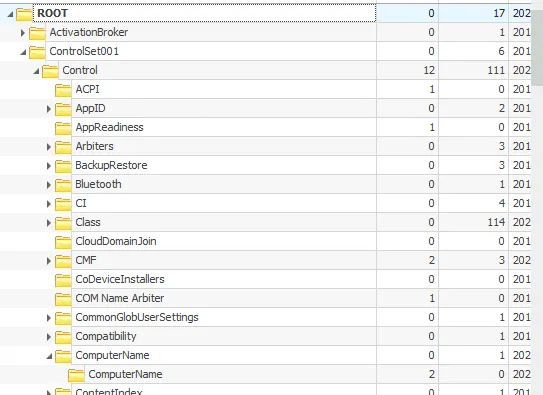 ROOT 0 17 202
ActivationBroker 0 1 201
ControlSet001 0 6 201
Control 12 111 202
ACPI 1 0 201
AppID 0 2 201
AppReadiness 1 0 201
Arbiters 0 3 201
BackupRestore 0 3 201
Bluetooth 0 1 201
CI 0 4 201
Class 0 114 202
CloudDomainJoin 0 0 201
CMF 2 3 202
CoDeviceInstallers 0 0 201
COM Name Arbiter 1 0 201
CommonGlobUserSettings 0 1 201
Compatibility 0 1 201
ComputerName 0 1 202
ComputerName 2 0 202
ContentIndex 0 1 201